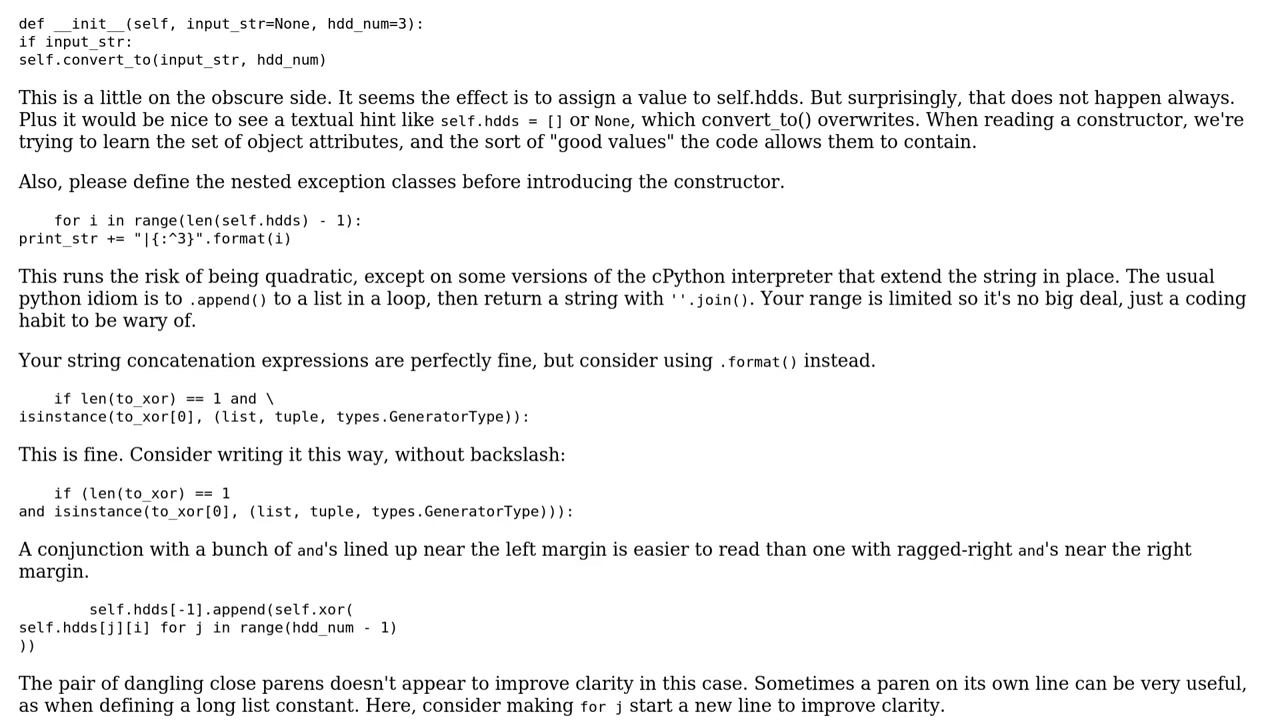 def __init__(self, input_str=None, hdd_num=3):
if input_str:
self.convert_to(input_str, hdd_num)
This is a little on the obscure side. It seems the effect is to assign a value to self.hdds. But surprisingly, that does not happen always.
Plus it would be nice to see a textual hint like self.hdds = [] or None, which convert_to() overwrites. When reading a constructor, we're
trying to learn the set of object attributes, and the sort of "good values" the code allows them to contain.
Also, please define the nested exception classes before introducing the constructor.
    for i in range(len(self.hdds) - 1):
print_str += "|{:^3}".format(i)
This runs the risk of being quadratic, except on some versions of the cPython interpreter that extend the string in place. The usual
python idiom is to .append() to a list in a loop, then return a string with ''.join(). Your range is limited so it's no big deal, just a coding
habit to be wary of.
Your string concatenation expressions are perfectly fine, but consider using .format() instead.
    if len(to_xor) == 1 and \
isinstance(to_xor[0], (list, tuple, types.GeneratorType)):
This is fine. Consider writing it this way, without backslash:
    if (len(to_xor) == 1
and isinstance(to_xor[0], (list, tuple, types.GeneratorType))):
A conjunction with a bunch of and's lined up near the left margin is easier to read than one with ragged-right and's near the right
margin.
        self.hdds[-1].append(self.xor(
self.hdds[j][i] for j in range(hdd_num - 1)
))
The pair of dangling close parens doesn't appear to improve clarity in this case. Sometimes a paren on its own line can be very useful,
as when defining a long list constant. Here, consider making for j start a new line to improve clarity.